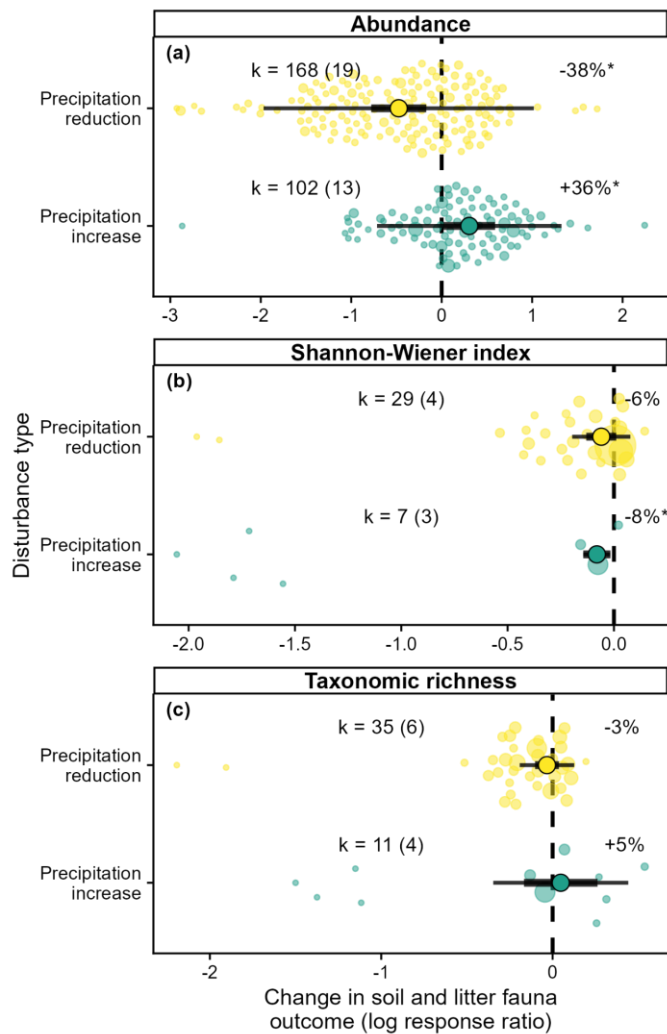 Abundance
(a)
k = 168 (19)
-38%*
Precipitation
reduction
k = 102 (13)
+36%*
Precipitation
increase
-3 -2 -1 0 1 2
Shannon-Wiener index
(b)
k = 29 (4)
-6%
Precipitation
reduction
k = 7 (3)
-8%*
Precipitation
increase
-2.0 -1.5 -1.0 -0.5 0.0
Disturbance type
Taxonomic richness
(c)
k = 35 (6)
-3%
Precipitation
reduction
k = 11 (4)
+5%
Precipitation
increase
-2 -1 0
Change in soil and litter fauna
outcome (log response ratio)